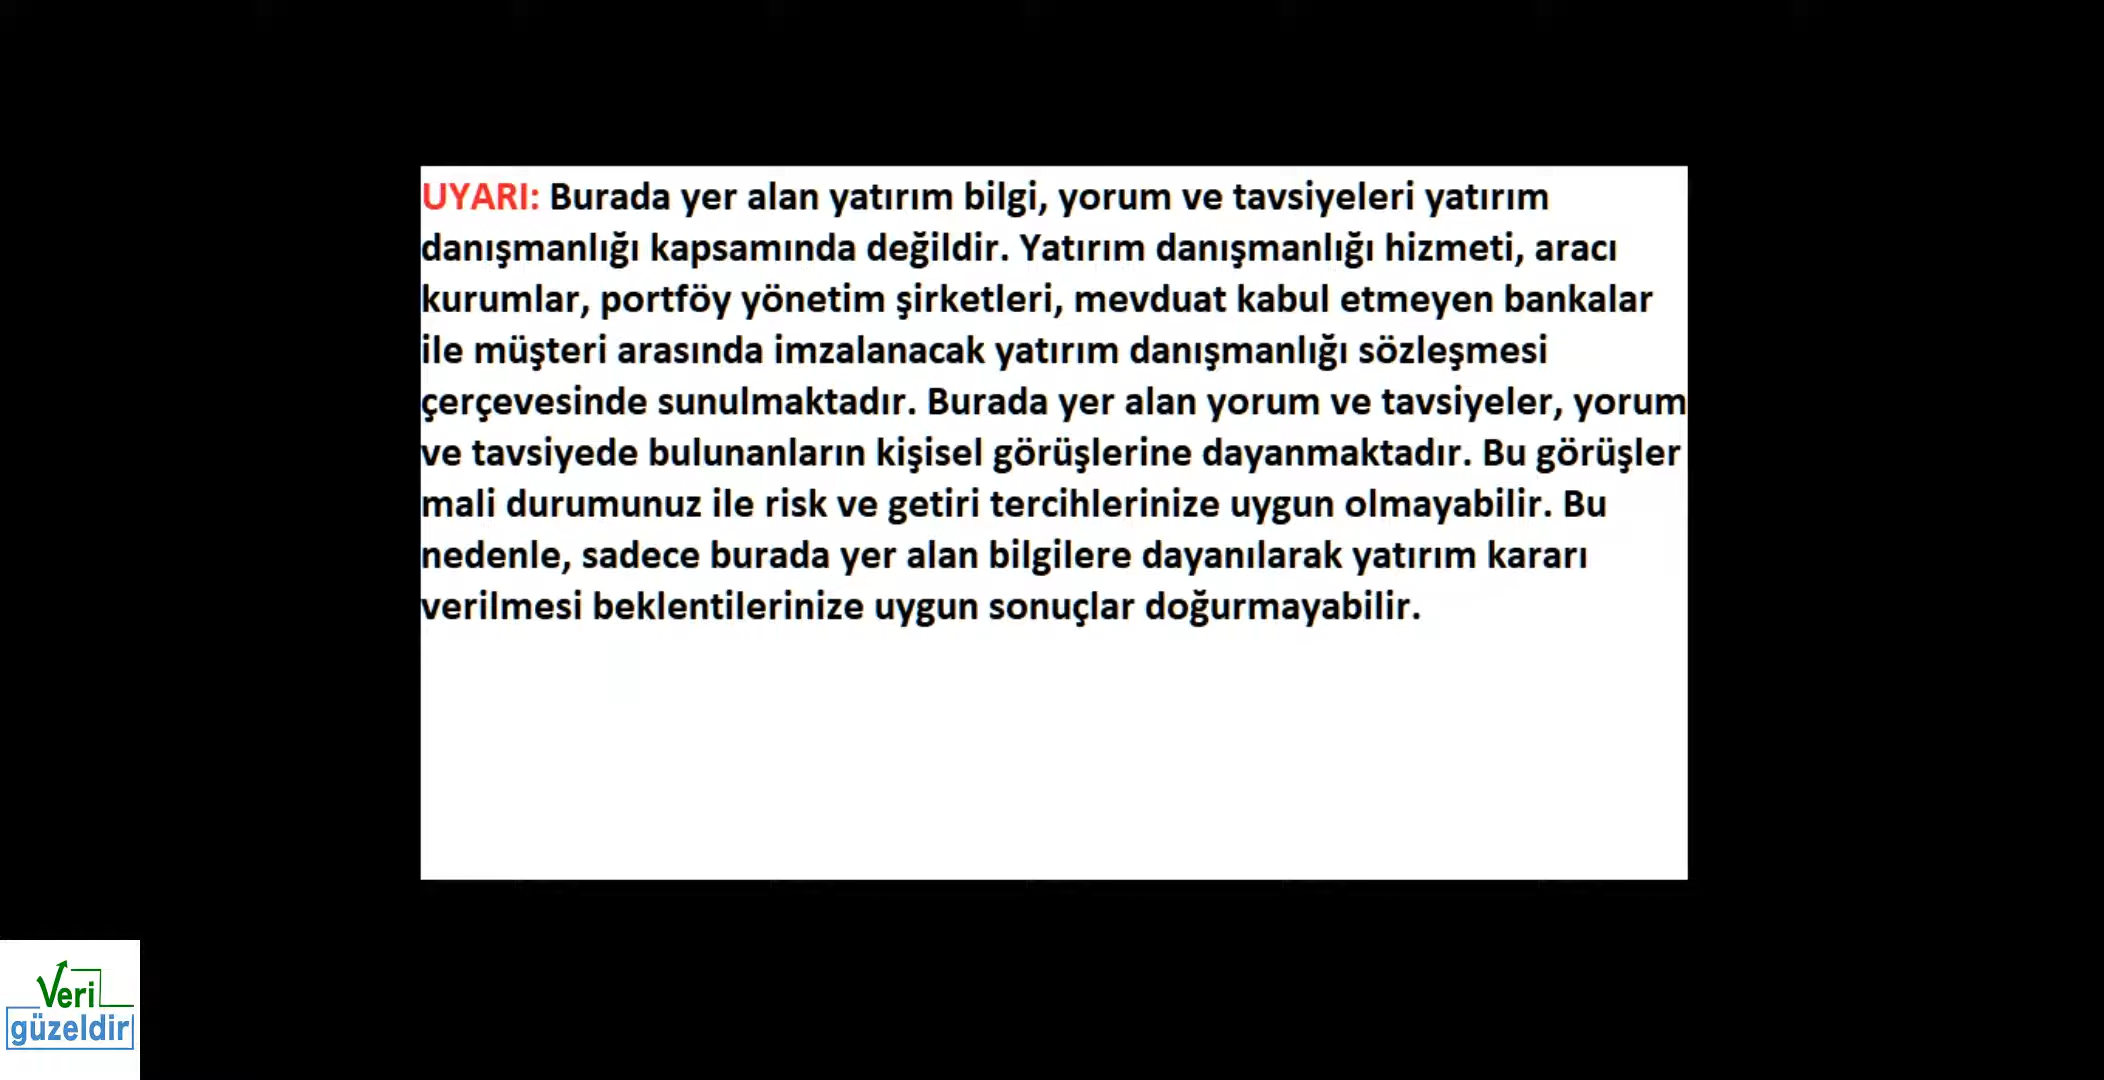 UYARI: Burada yer alan yatırım bilgi, yorum ve tavsiyeleri yatırım
danışmanlığı kapsamında değildir. Yatırım danışmanlığı hizmeti, aracı
kurumlar, portföy yönetim şirketleri, mevduat kabul etmeyen bankalar
ile müşteri arasında imzalanacak yatırım danışmanlığı sözleşmesi
çerçevesinde sunulmaktadır. Burada yer alan yorum ve tavsiyeler, yorum
ve tavsiyede bulunanların kişisel görüşlerine dayanmaktadır. Bu görüşler
mali durumunuz ile risk ve getiri tercihlerinize uygun olmayabilir. Bu
nedenle, sadece burada yer alan bilgilere dayanılarak yatırım kararı
verilmesi beklentilerinize uygun sonuçlar doğurmayabilir.
Veri
güzeldir